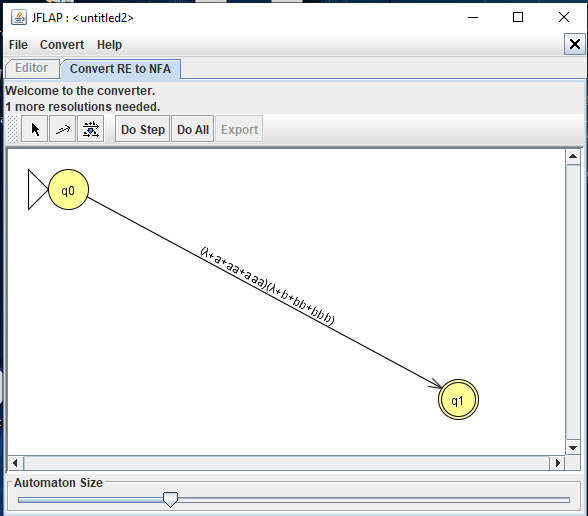 JFLAP : <untitled2>
File Convert Help
Editor Convert RE to NFA
Welcome to the converter.
1 more resolutions needed.
Do Step Do All Export
q0
(λ+a+aa+aaa)(λ+b+bb+bbb)
q1
Automaton Size